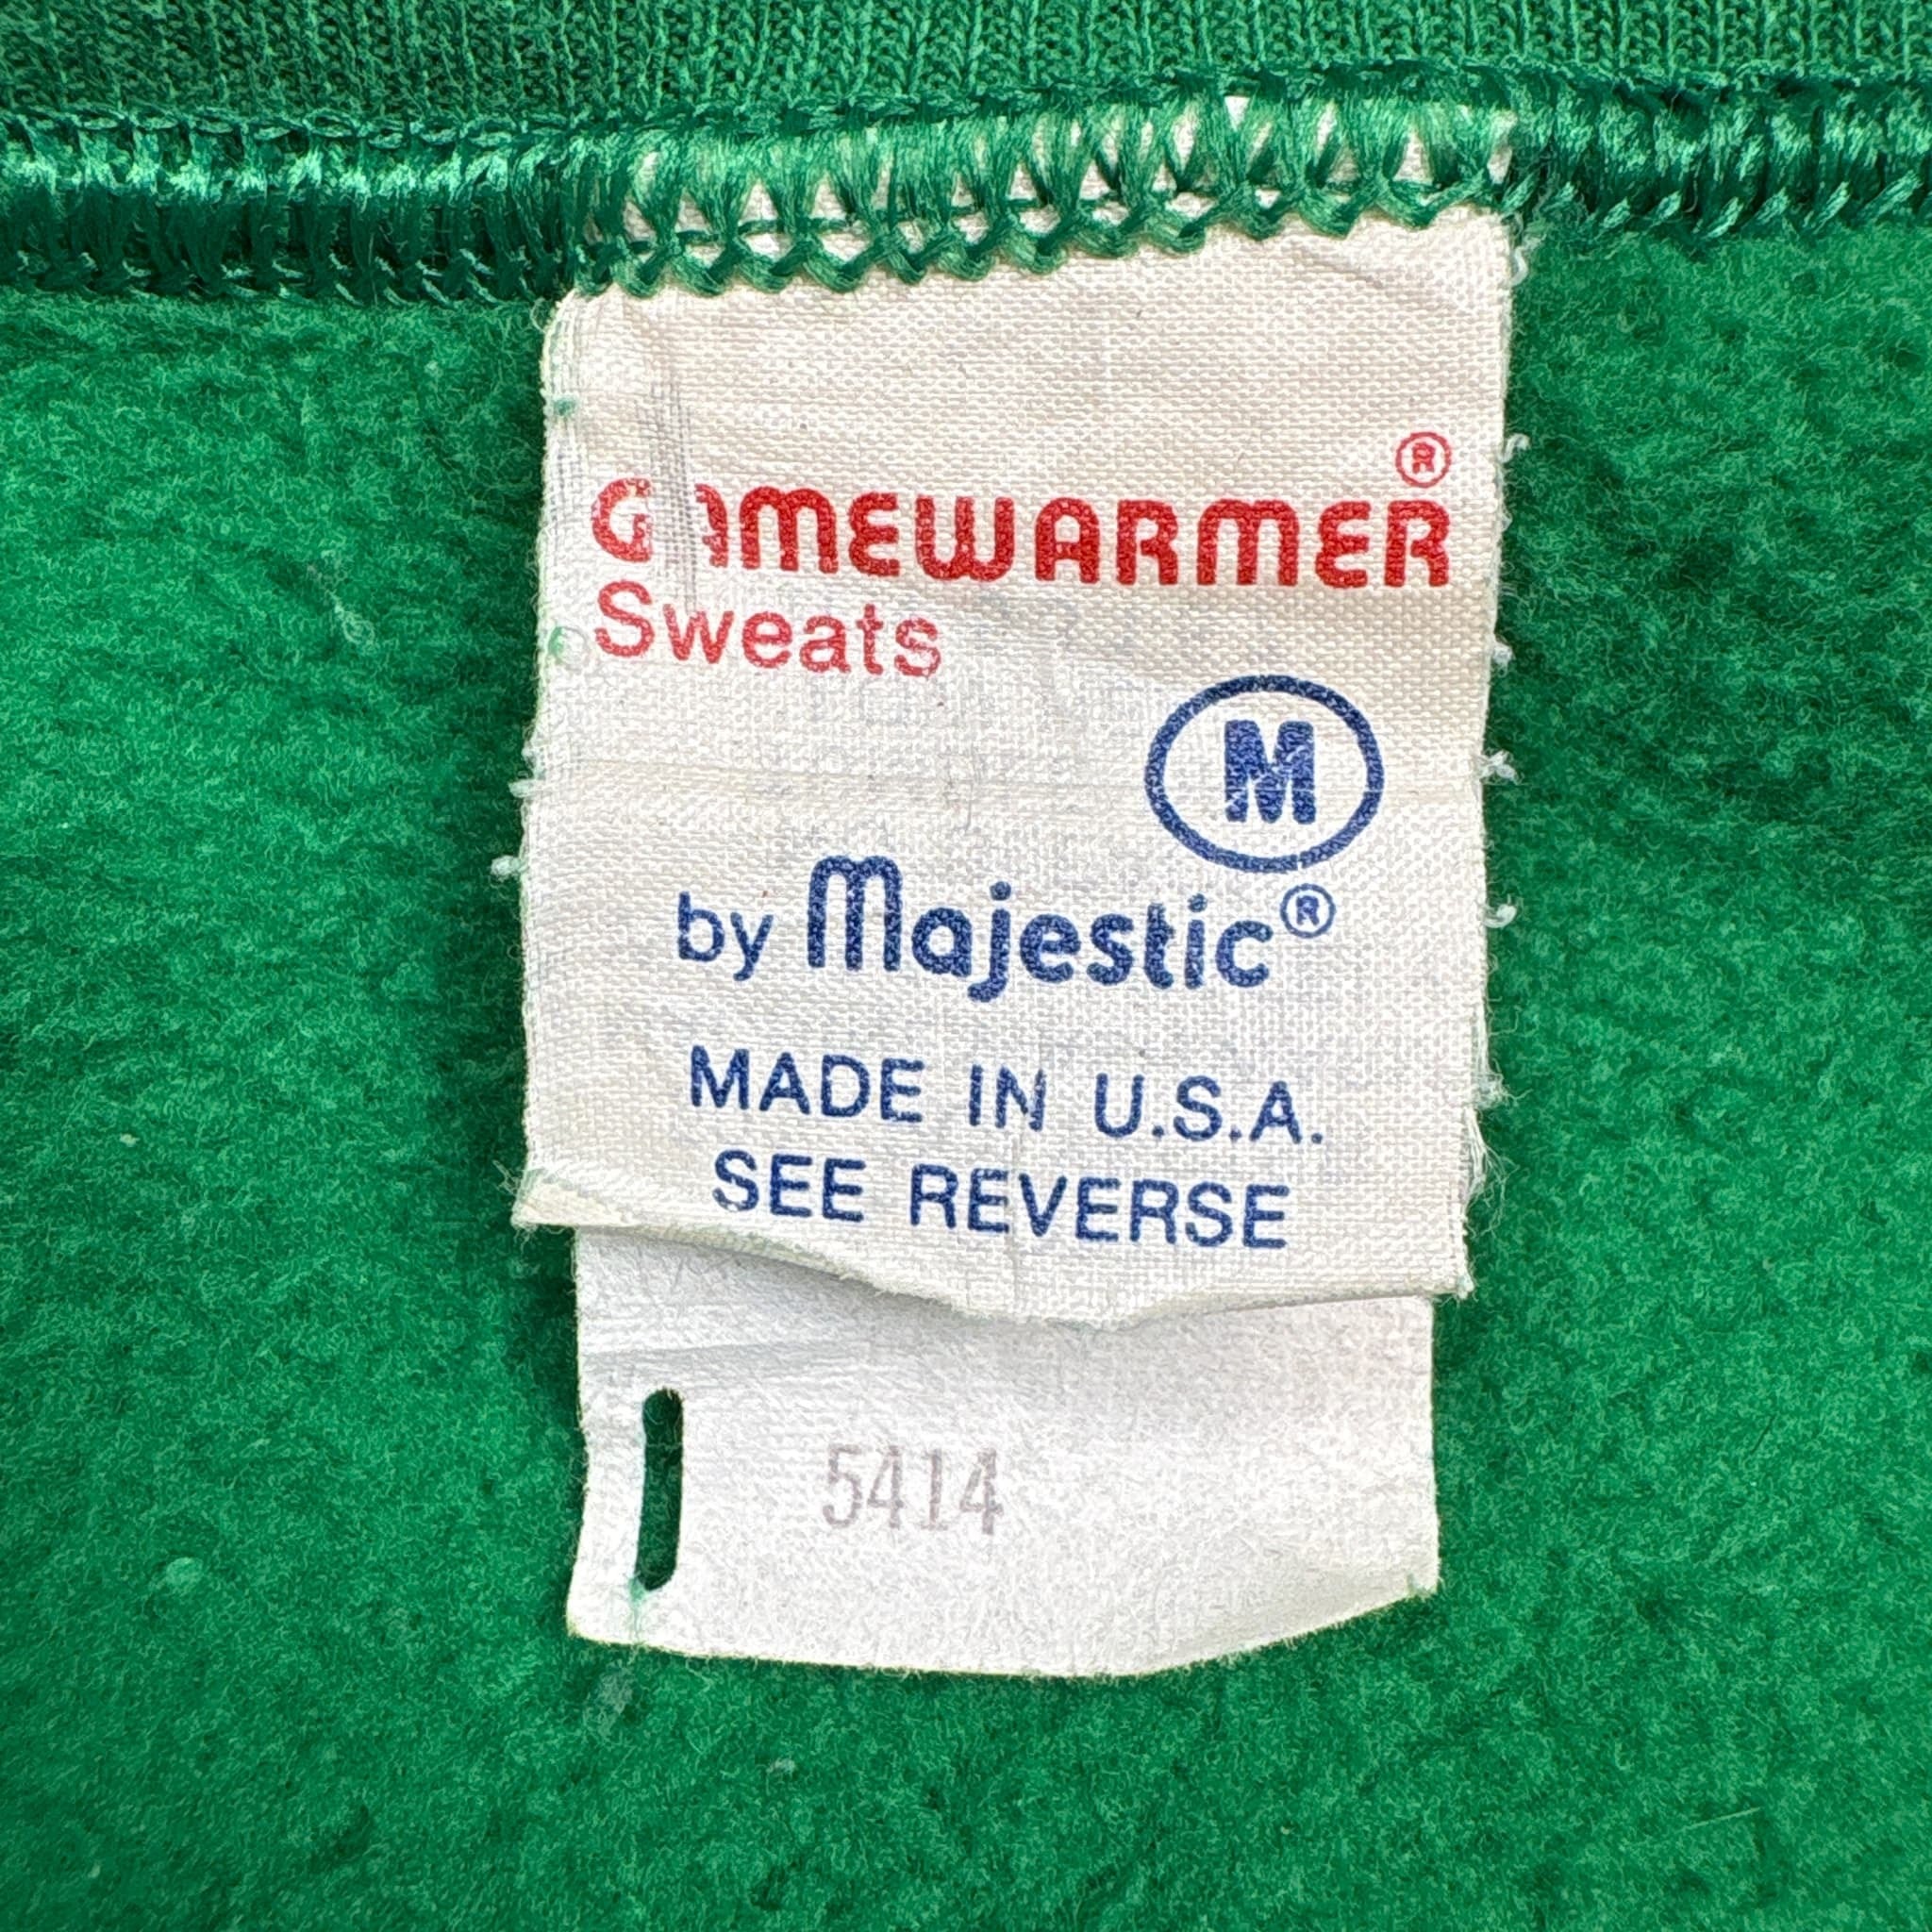 GAMEWARMER®
Sweats
M
by Majestic®
MADE IN U.S.A.
SEE REVERSE
5414